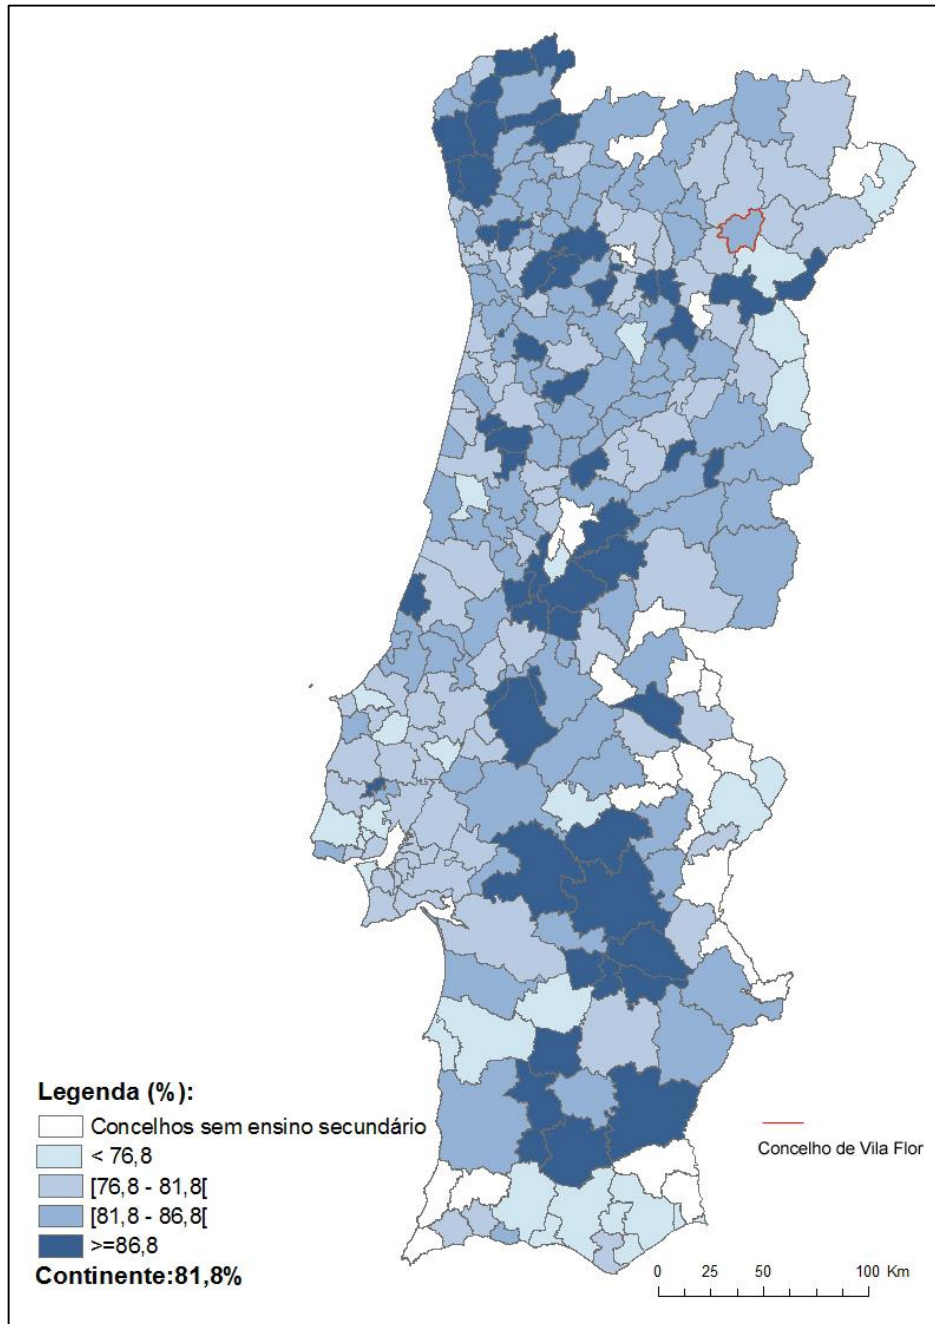 Legenda (%):
Concelhos sem ensino secundário
< 76,8
[76,8 - 81,8[
[81,8 - 86,8[
>=86,8
Continente:81,8%
Concelho de Vila Flor
0 25 50 100 Km